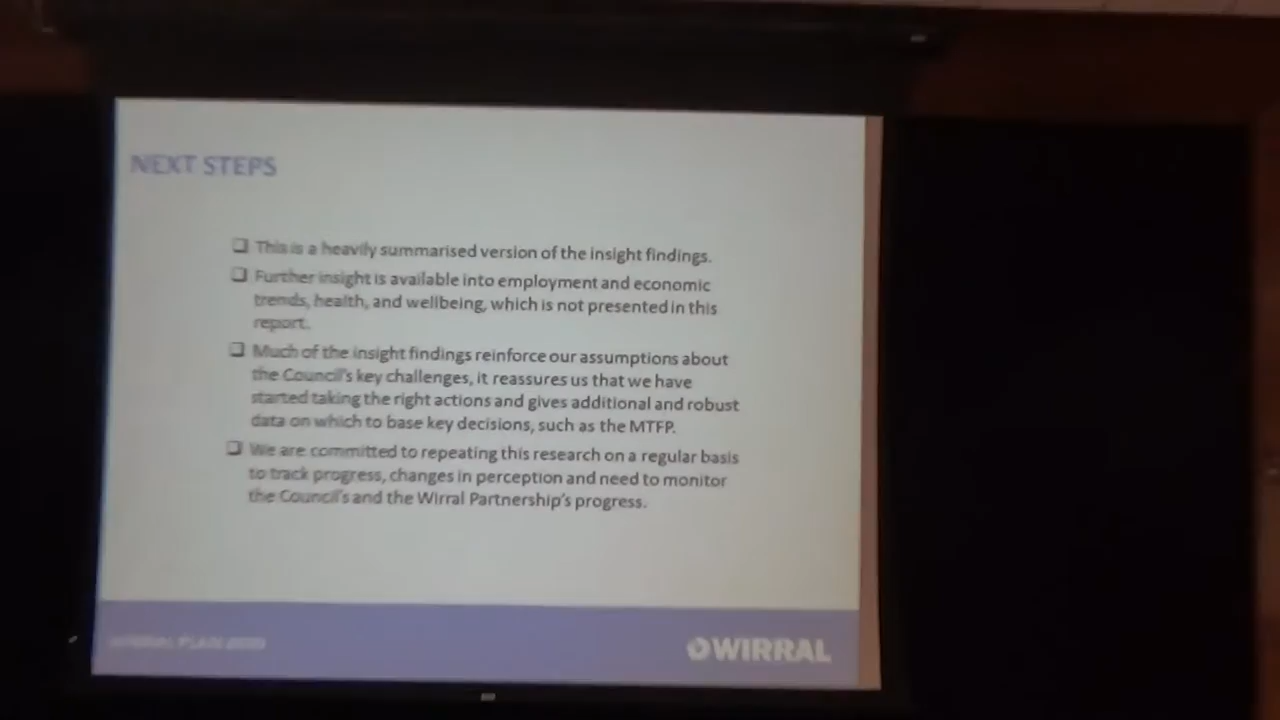 NEXT STEPS
This is a heavily summarised version of the insight findings.
Further insight is available into employment and economic
trends, health, and wellbeing, which is not presented in this
report.
Much of the insight findings reinforce our assumptions about
the Council's key challenges, it reassures us that we have
started taking the right actions and gives additional and robust
data on which to base key decisions, such as the MTFP.
We are committed to repeating this research on a regular basis
to track progress, changes in perception and need to monitor
the Council's and the Wirral Partnership's progress.
WIRRAL